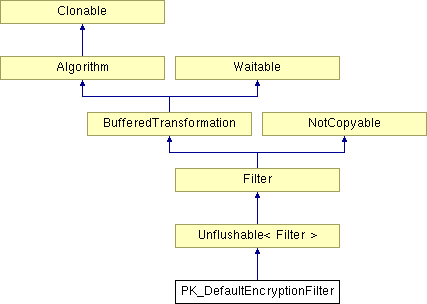 Clonable
Algorithm
Waitable
BufferedTransformation
NotCopyable
Filter
Unflushable< Filter >
PK_DefaultEncryptionFilter